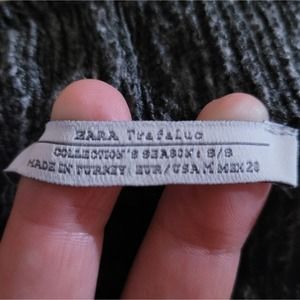 ZARA Trafaluc
COLLECTION'S SEASON: S/S
MADE IN TURKEY EUR/USA M MEX 28